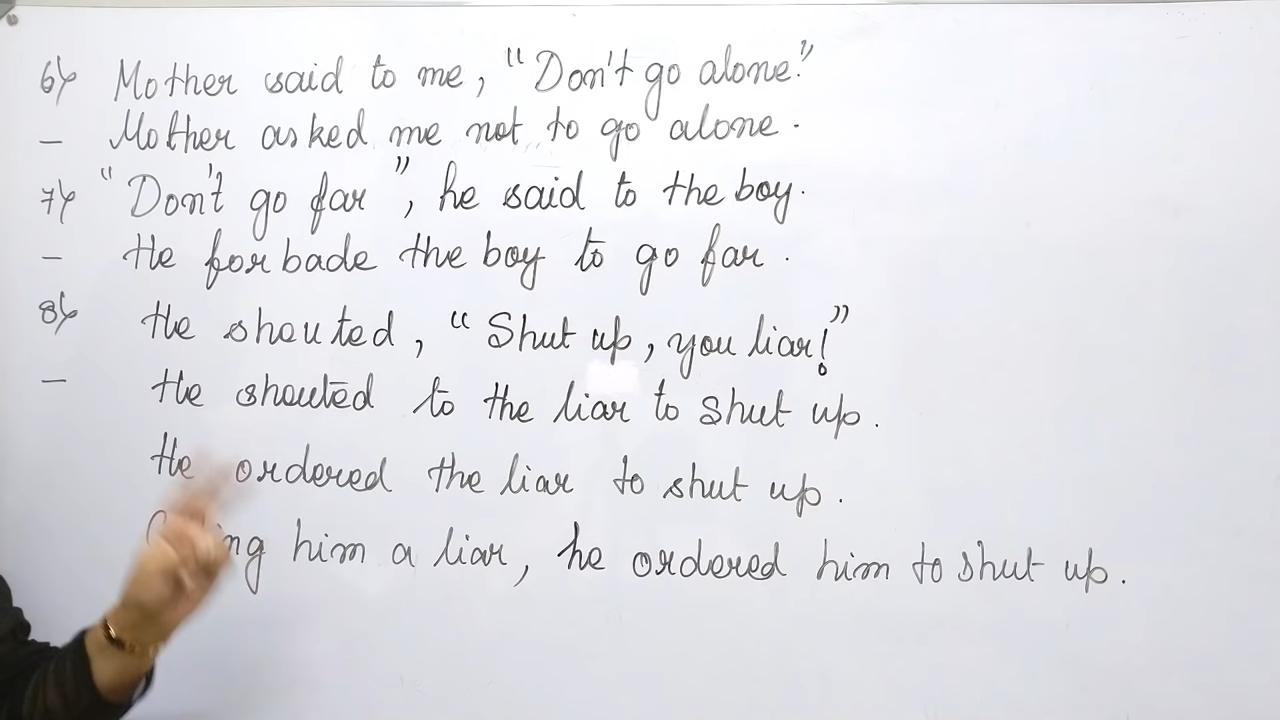 6) Mother said to me, "Don't go alone."
– Mother asked me not to go alone.
7) "Don't go far", he said to the boy.
– He forbade the boy to go far.
8) He shouted, "Shut up, you liar!"
– He shouted to the liar to shut up.
He ordered the liar to shut up.
him a liar, he ordered him to shut up.